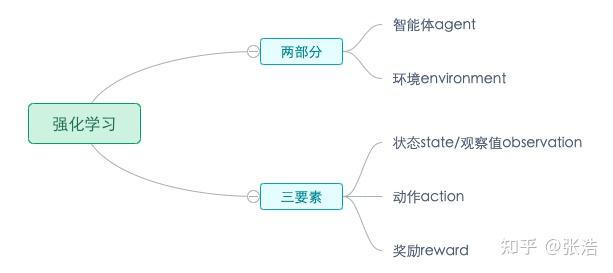 强化学习
两部分
智能体agent
环境environment
三要素
状态state/观察值observation
动作action
奖励reward
知乎 @张浩